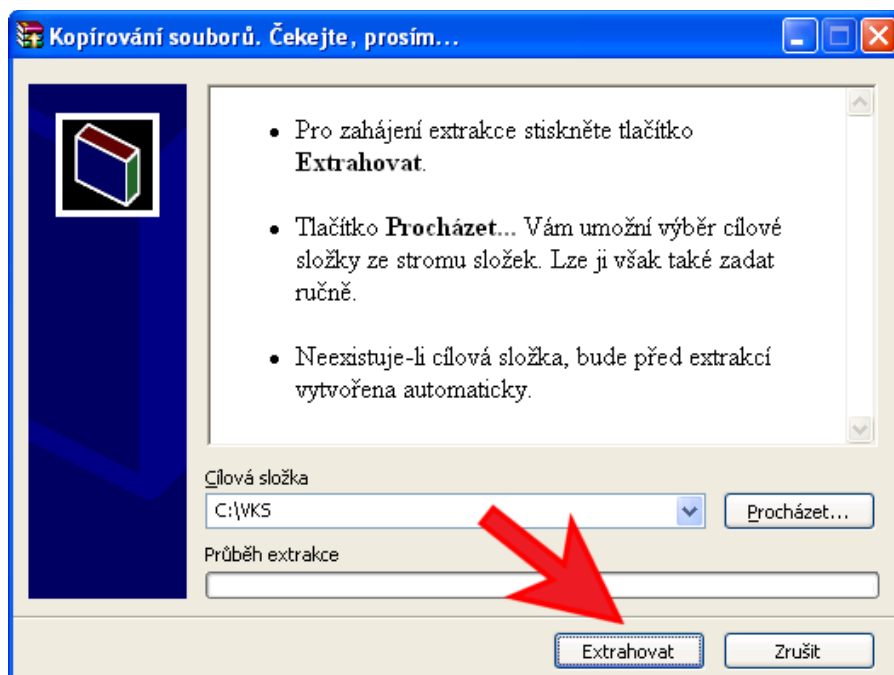 Kopírování souborů. Čekejte, prosím...
• Pro zahájení extrakce stiskněte tlačítko
Extrahovat.
• Tlačítko Procházet... Vám umožní výběr cílové
složky ze stromu složek. Lze ji však také zadat
ručně.
• Neexistuje-li cílová složka, bude před extrakcí
vytvořena automaticky.
Cílová složka
C:\VKS
Procházet...
Průběh extrakce
Extrahovat
Zrušit